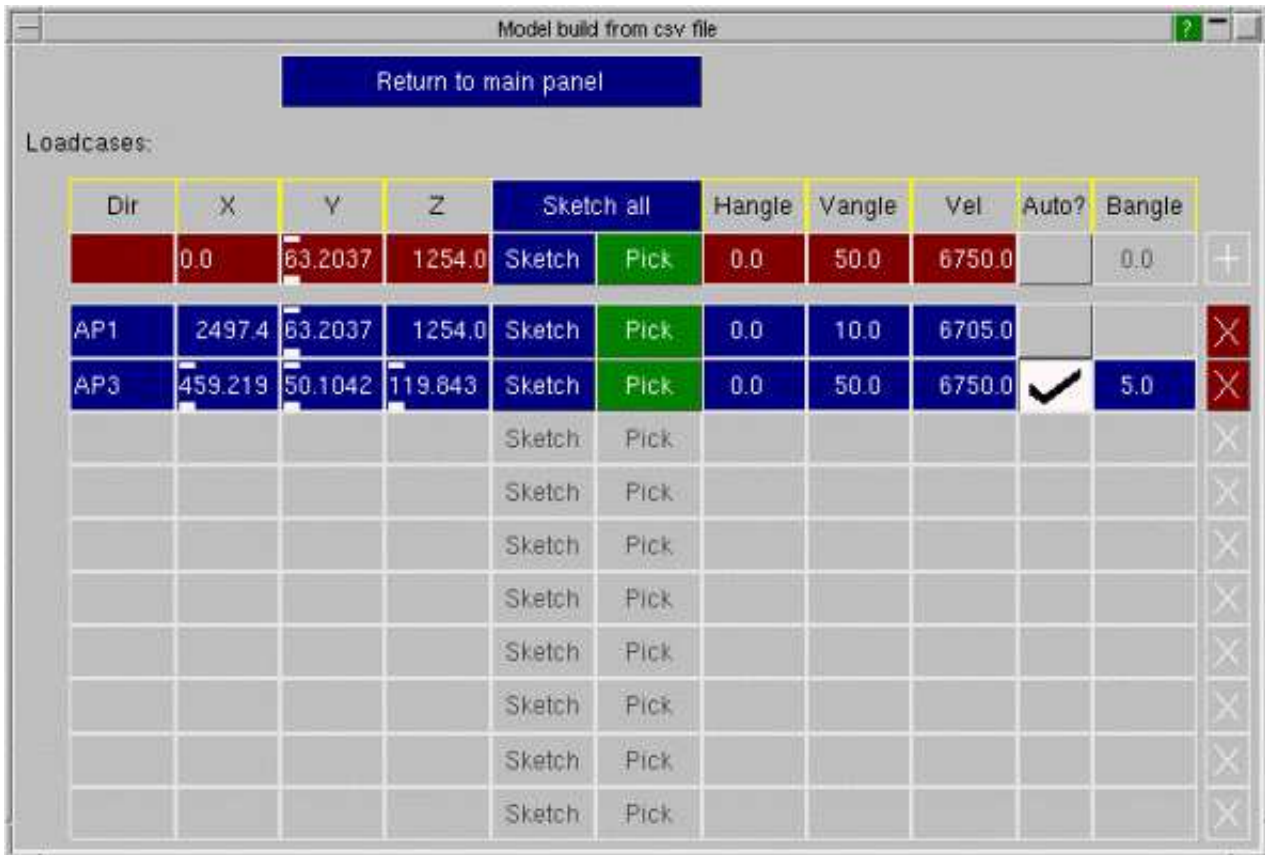 Model build from csv file ?
Return to main panel
Loadcases:
Dir X Y Z Sketch all Hangle Vangle Vel Auto? Bangle
0.0 63.2037 1254.0 Sketch Pick 0.0 50.0 6750.0 0.0 +
AP1 2497.4 63.2037 1254.0 Sketch Pick 0.0 10.0 6705.0 X
AP3 459.219 50.1042 119.843 Sketch Pick 0.0 50.0 6750.0 5.0 X
Sketch Pick X
Sketch Pick X
Sketch Pick X
Sketch Pick X
Sketch Pick X
Sketch Pick X
Sketch Pick X
Sketch Pick X